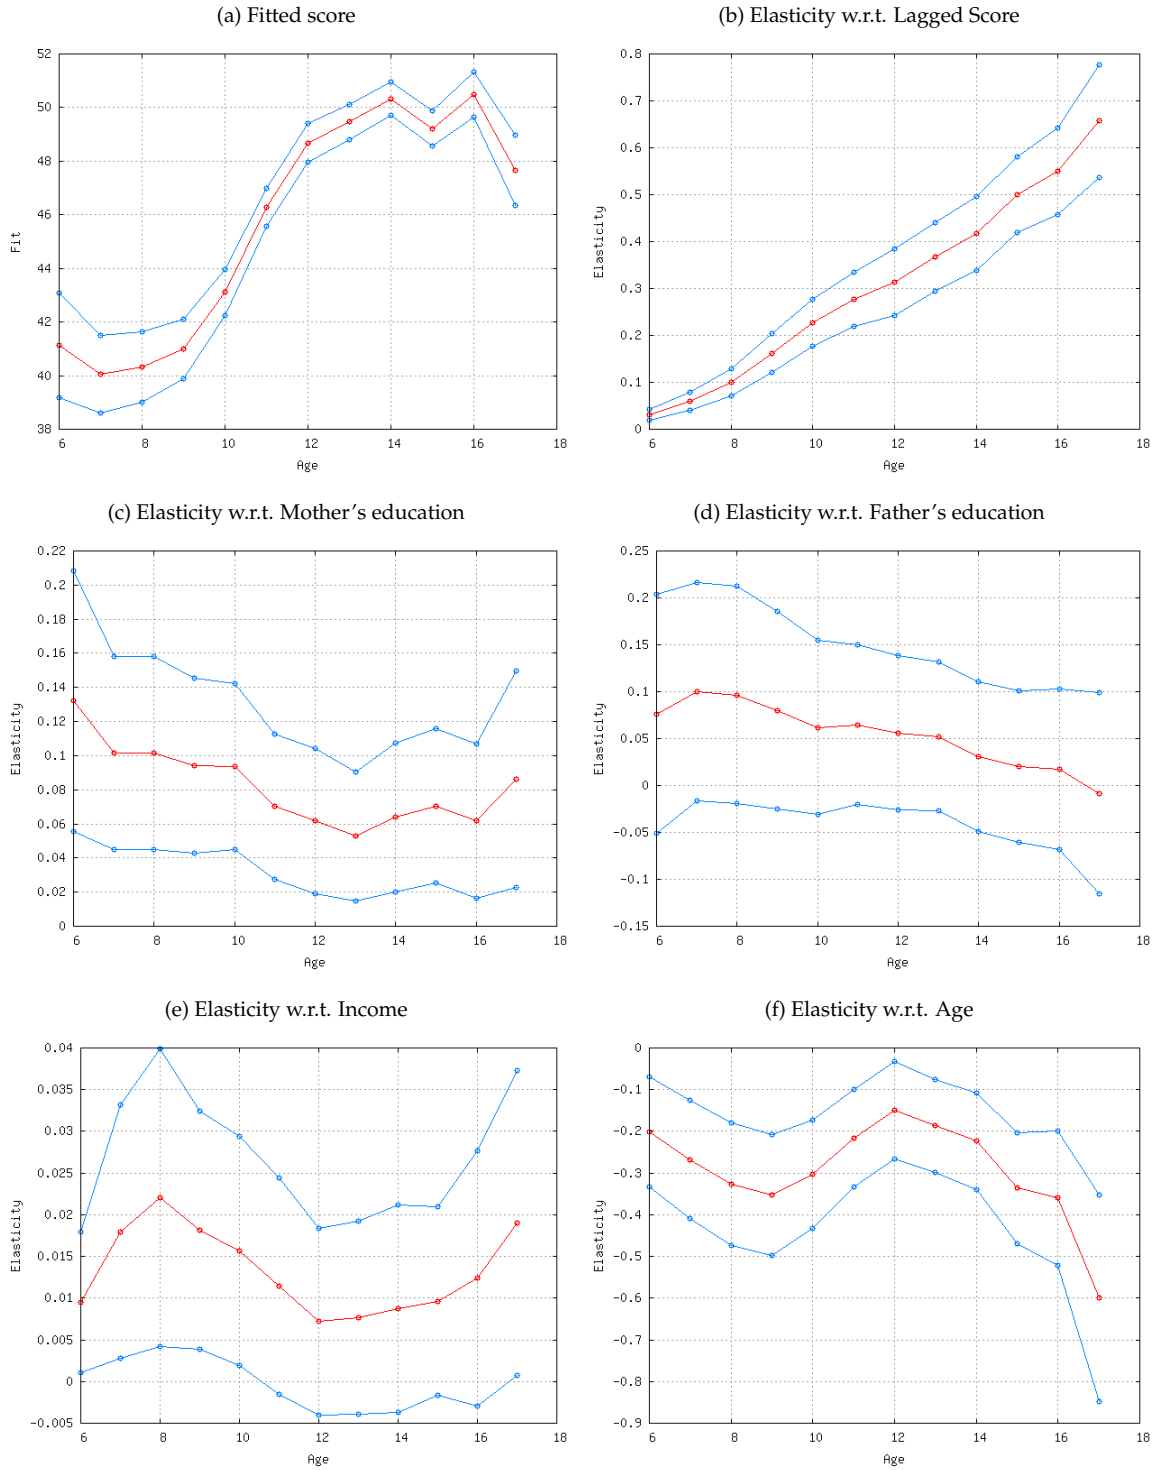 (a) Fitted score
52
50
48
46
44
42
40
38
Fit
6 8 10 12 14 16 18
Age
(b) Elasticity w.r.t. Lagged Score
0.8
0.7
0.6
0.5
0.4
0.3
0.2
0.1
0
Elasticity
6 8 10 12 14 16 18
Age
(c) Elasticity w.r.t. Mother's education
0.22
0.2
0.18
0.16
0.14
0.12
0.1
0.08
0.06
0.04
0.02
0
Elasticity
6 8 10 12 14 16 18
Age
(d) Elasticity w.r.t. Father's education
0.25
0.2
0.15
0.1
0.05
0
-0.05
-0.1
-0.15
Elasticity
6 8 10 12 14 16 18
Age
(e) Elasticity w.r.t. Income
0.04
0.035
0.03
0.025
0.02
0.015
0.01
0.005
0
-0.005
Elasticity
6 8 10 12 14 16 18
Age
(f) Elasticity w.r.t. Age
0
-0.1
-0.2
-0.3
-0.4
-0.5
-0.6
-0.7
-0.8
-0.9
Elasticity
6 8 10 12 14 16 18
Age